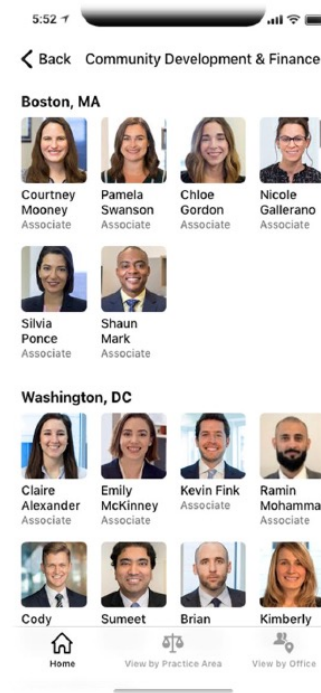 5:52
Back Community Development & Finance
Boston, MA
Courtney Pamela Chloe Nicole
Mooney Swanson Gordon Gallerano
Associate Associate Associate Associate
Silvia Shaun
Ponce Mark
Associate Associate
Washington, DC
Claire Emily Kevin Fink Ramin
Alexander McKinney Associate Mohamma
Associate Associate Associate
Cody Sumeet Brian Kimberly
Home View by Practice Area View by Office